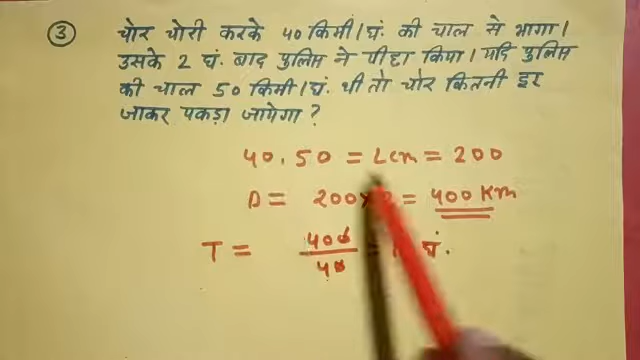 ③ चोर चोरी करके 40 किमी/घं. की चाल से भागा।
उसके 2 घं. बाद पुलिस ने पीछा किया। यदि पुलिस
की चाल 50 किमी/घं. थी तो चोर कितनी दूर
जाकर पकड़ा जायेगा?
40, 50 = Lcm = 200
D = 200 = 400 Km
T = 400/40 घं.